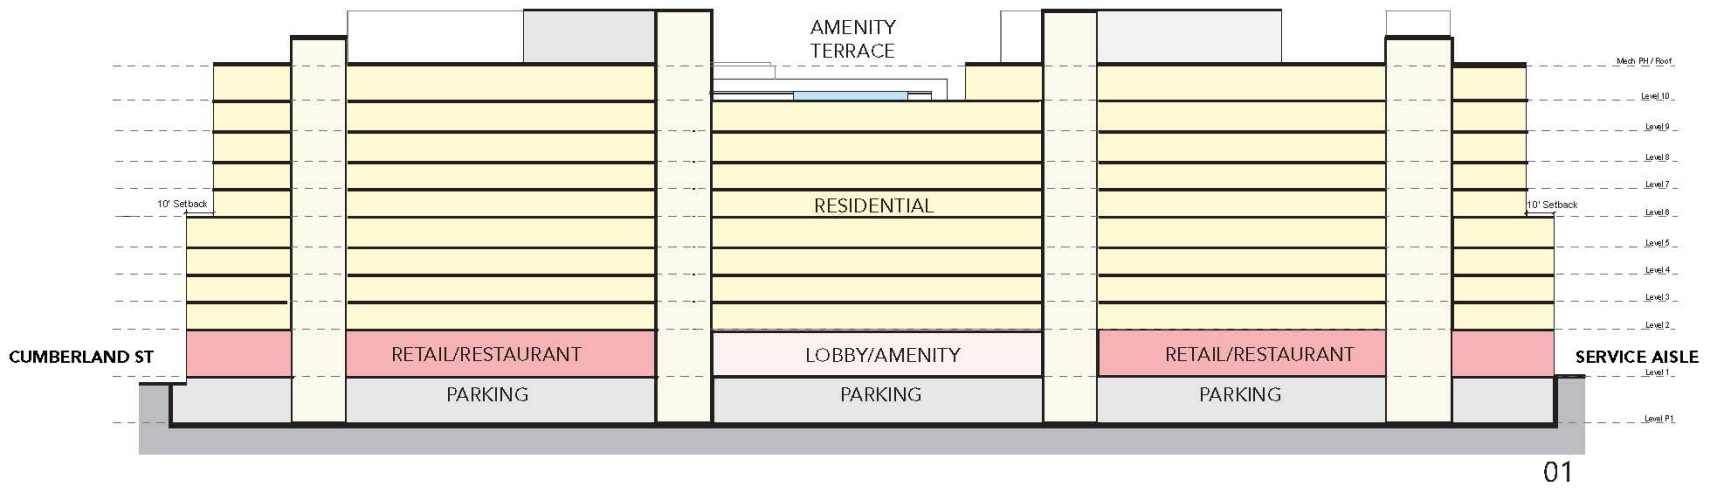 AMENITY
TERRACE
Mech PH / Roof
Level 10
Level 9
Level 8
Level 7
10' Setback
RESIDENTIAL
10' Setback
Level 6
Level 5
Level 4
Level 3
Level 2
CUMBERLAND ST
RETAIL/RESTAURANT
LOBBY/AMENITY
RETAIL/RESTAURANT
SERVICE AISLE
Level 1
PARKING
PARKING
PARKING
Level P1
01